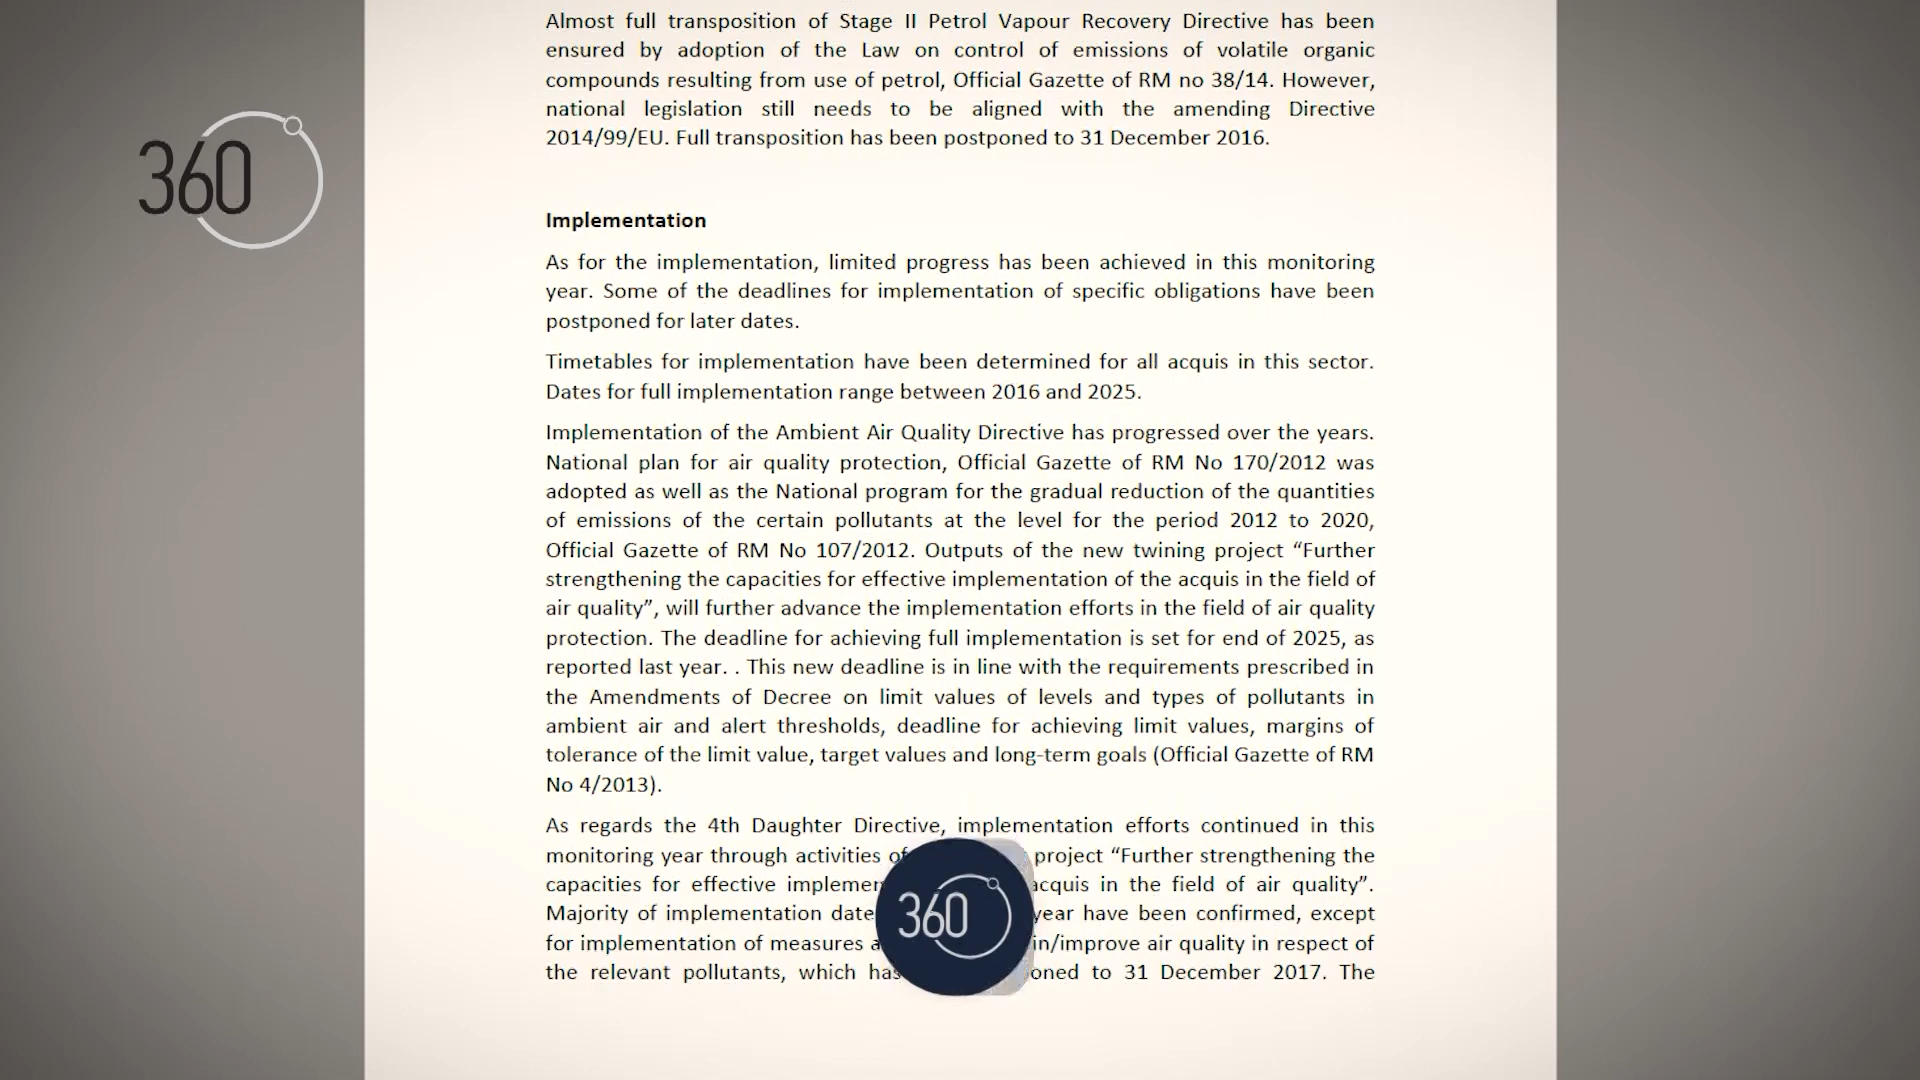 Almost full transposition of Stage II Petrol Vapour Recovery Directive has been
ensured by adoption of the Law on control of emissions of volatile organic
compounds resulting from use of petrol, Official Gazette of RM no 38/14. However,
national legislation still needs to be aligned with the amending Directive
2014/99/EU. Full transposition has been postponed to 31 December 2016.
360
Implementation
As for the implementation, limited progress has been achieved in this monitoring
year. Some of the deadlines for implementation of specific obligations have been
postponed for later dates.
Timetables for implementation have been determined for all acquis in this sector.
Dates for full implementation range between 2016 and 2025.
Implementation of the Ambient Air Quality Directive has progressed over the years.
National plan for air quality protection, Official Gazette of RM No 170/2012 was
adopted as well as the National program for the gradual reduction of the quantities
of emissions of the certain pollutants at the level for the period 2012 to 2020,
Official Gazette of RM No 107/2012. Outputs of the new twining project “Further
strengthening the capacities for effective implementation of the acquis in the field of
air quality”, will further advance the implementation efforts in the field of air quality
protection. The deadline for achieving full implementation is set for end of 2025, as
reported last year. . This new deadline is in line with the requirements prescribed in
the Amendments of Decree on limit values of levels and types of pollutants in
ambient air and alert thresholds, deadline for achieving limit values, margins of
tolerance of the limit value, target values and long-term goals (Official Gazette of RM
No 4/2013).
As regards the 4th Daughter Directive, implementation efforts continued in this
monitoring year through activities of project “Further strengthening the
capacities for effective acquis in the field of air quality”.
Majority of implementation year have been confirmed, except
for implementation of measures in/improve air quality in respect of
the relevant pollutants, which to 31 December 2017. The
360